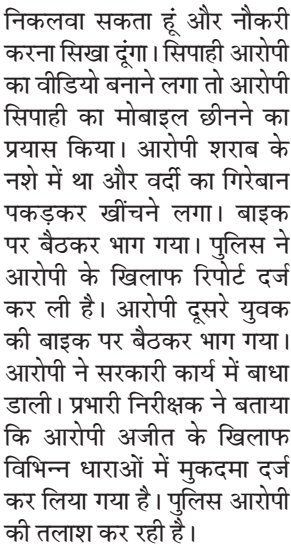 निकलवा सकता हूं और नौकरी
करना सिखा दूंगा। सिपाही आरोपी
का वीडियो बनाने लगा तो आरोपी
सिपाही का मोबाइल छीनने का
प्रयास किया। आरोपी शराब के
नशे में था और वर्दी का गिरेबान
पकड़कर खींचने लगा। बाइक
पर बैठकर भाग गया। पुलिस ने
आरोपी के खिलाफ रिपोर्ट दर्ज
कर ली है। आरोपी दूसरे युवक
की बाइक पर बैठकर भाग गया।
आरोपी ने सरकारी कार्य में बाधा
डाली। प्रभारी निरीक्षक ने बताया
कि आरोपी अजीत के खिलाफ
विभिन्न धाराओं में मुकदमा दर्ज
कर लिया गया है। पुलिस आरोपी
की तलाश कर रही है।